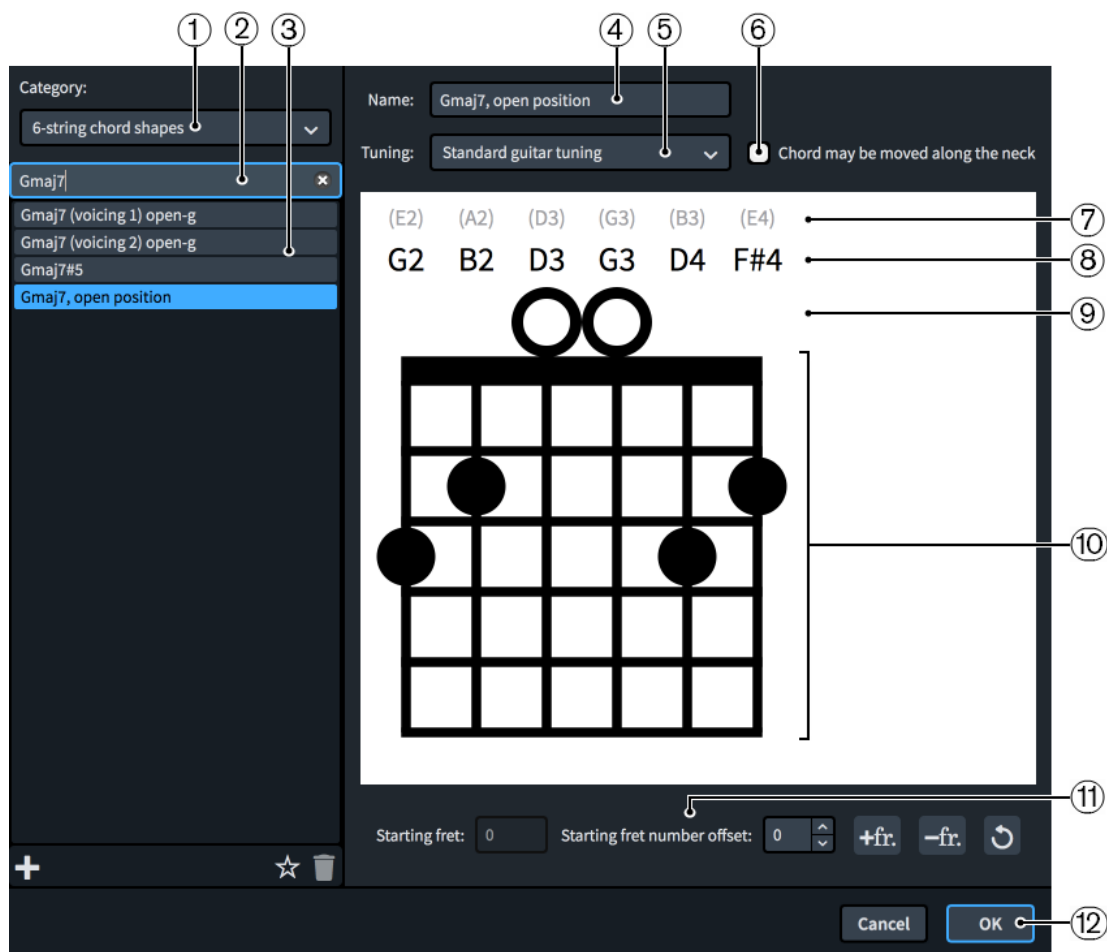 ① ② ③ ④ ⑤ ⑥
Category:
6-string chord shapes
Gmaj7
Gmaj7 (voicing 1) open-g
Gmaj7 (voicing 2) open-g
Gmaj7#5
Gmaj7, open position
Name: Gmaj7, open position
Tuning: Standard guitar tuning Chord may be moved along the neck
(E2) (A2) (D3) (G3) (B3) (E4) ⑦
G2 B2 D3 G3 D4 F#4 ⑧
⑨
⑩
⑪
Starting fret: 0 Starting fret number offset: 0 +fr. −fr.
Cancel OK ⑫